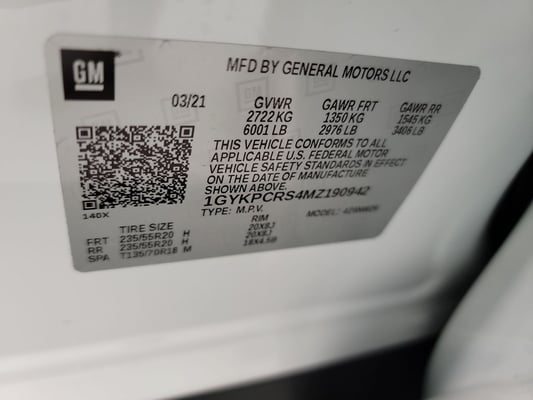 GM
MFD BY GENERAL MOTORS LLC
03/21 GVWR GAWR FRT GAWR RR
2722 KG 1350 KG 1545 KG
6001 LB 2976 LB 3406 LB
THIS VEHICLE CONFORMS TO ALL
APPLICABLE U.S. FEDERAL MOTOR
VEHICLE SAFETY STANDARDS IN EFFECT
ON THE DATE OF MANUFACTURE
SHOWN ABOVE.
1GYKPCRS4MZ190942
TYPE: M.P.V. MODEL:
140X
TIRE SIZE RIM
FRT 235/55R20 H 20X8J
RR 235/55R20 H 20X8J
SPA T135/70R18 M 18X4.5B